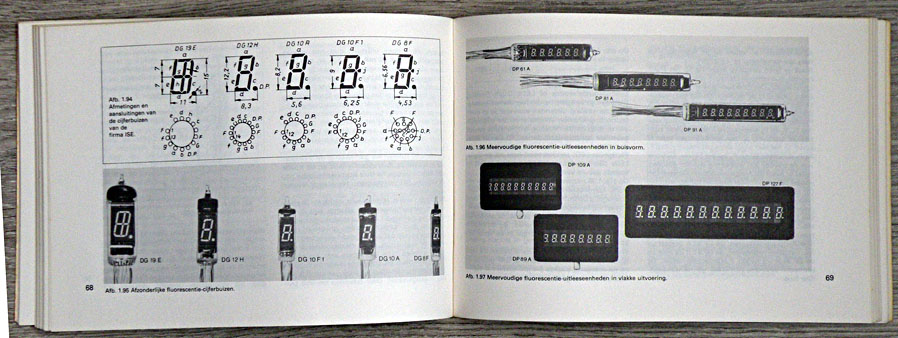 DG 19 E
DG 12 H
DG 10 R
DG 10 F 1
DG 8 F
11
8,3
5,6
6,25
4,53
Afb. 1.94
Afmetingen en
aansluitingen van
de cijferbuizen
van de
firma ISE.
DG 19 E
DG 12 H
DG 10 F 1
DG 10 A
DG 8 F
68
Afb. 1.95 Afzonderlijke fluorescentie-cijferbuizen.
DP 61 A
DP 81 A
DP 91 A
Afb. 1.96 Meervoudige fluorescentie-uitleeseenheden in buisvorm.
DP 109 A
DP 127 F
DP 89 A
Afb. 1.97 Meervoudige fluorescentie-uitleeseenheden in vlakke uitvoering.
69